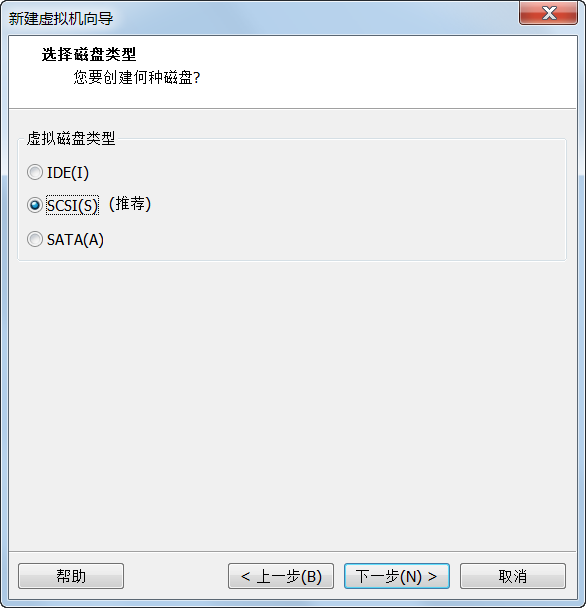 新建虚拟机向导
选择磁盘类型
您要创建何种磁盘?
虚拟磁盘类型
IDE(I)
SCSI(S) (推荐)
SATA(A)
帮助 < 上一步(B) 下一步(N) > 取消